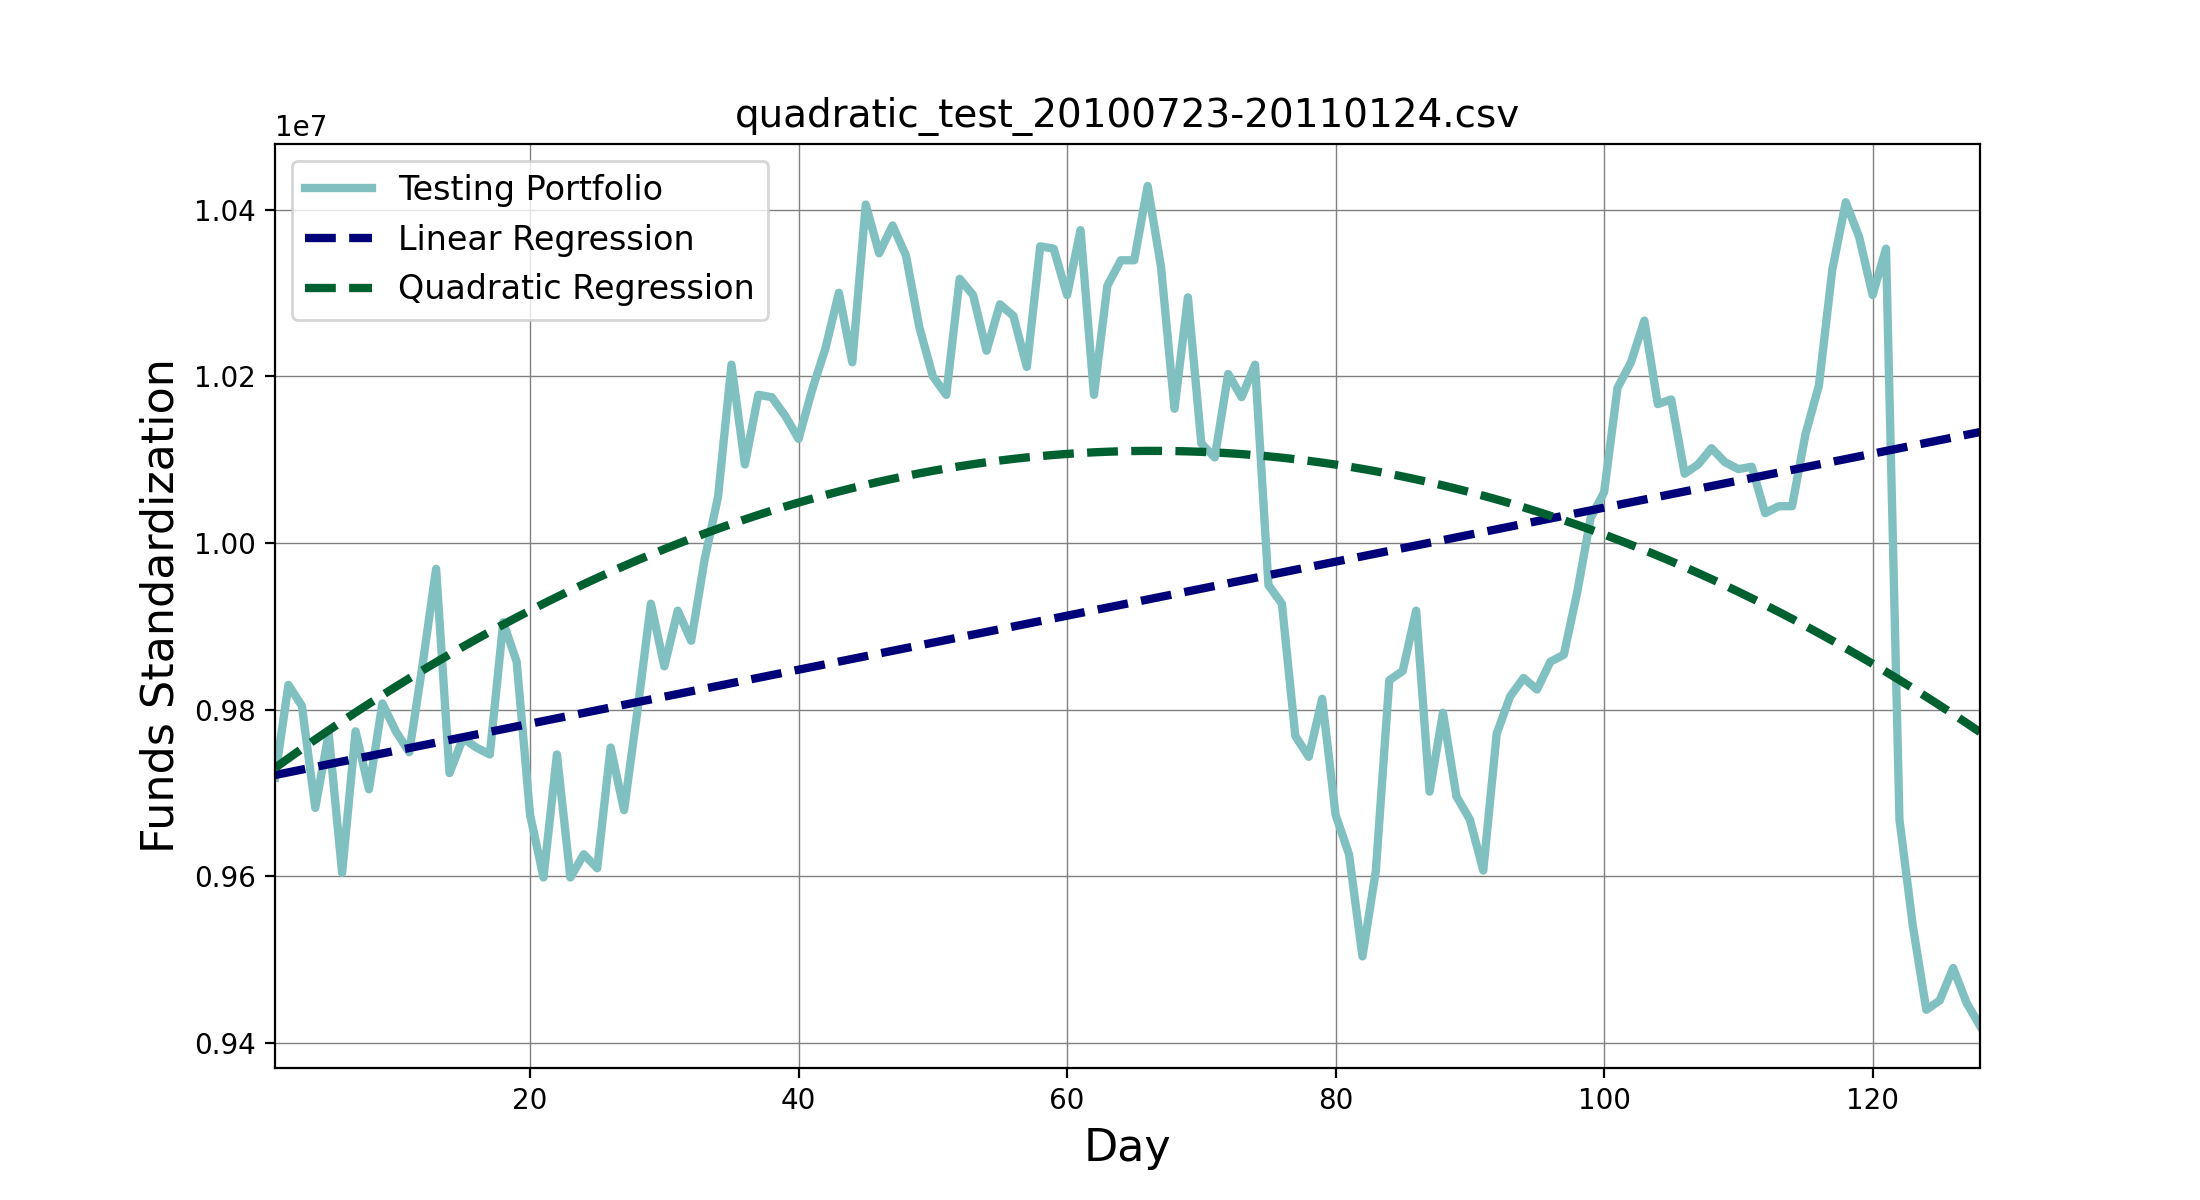 quadratic_test_20100723-20110124.csv
1e7
Testing Portfolio
Linear Regression
Quadratic Regression
1.04
1.02
1.00
0.98
0.96
0.94
Funds Standardization
20 40 60 80 100 120
Day